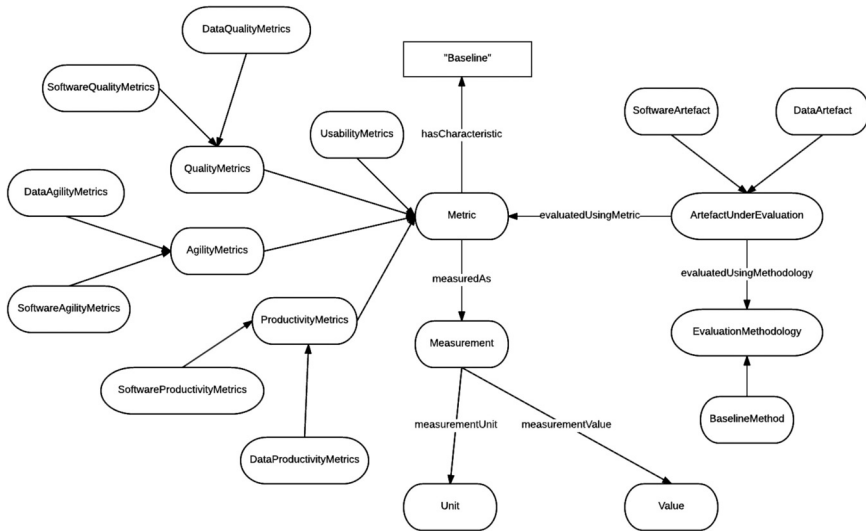 DataQualityMetrics
"Baseline"
SoftwareQualityMetrics
SoftwareArtefact
DataArtefact
UsabilityMetrics
hasCharacteristic
QualityMetrics
DataAgilityMetrics
Metric
evaluatedUsingMetric
ArtefactUnderEvaluation
AgilityMetrics
measuredAs
evaluatedUsingMethodology
SoftwareAgilityMetrics
ProductivityMetrics
Measurement
EvaluationMethodology
SoftwareProductivityMetrics
BaselineMethod
measurementUnit
measurementValue
DataProductivityMetrics
Unit
Value